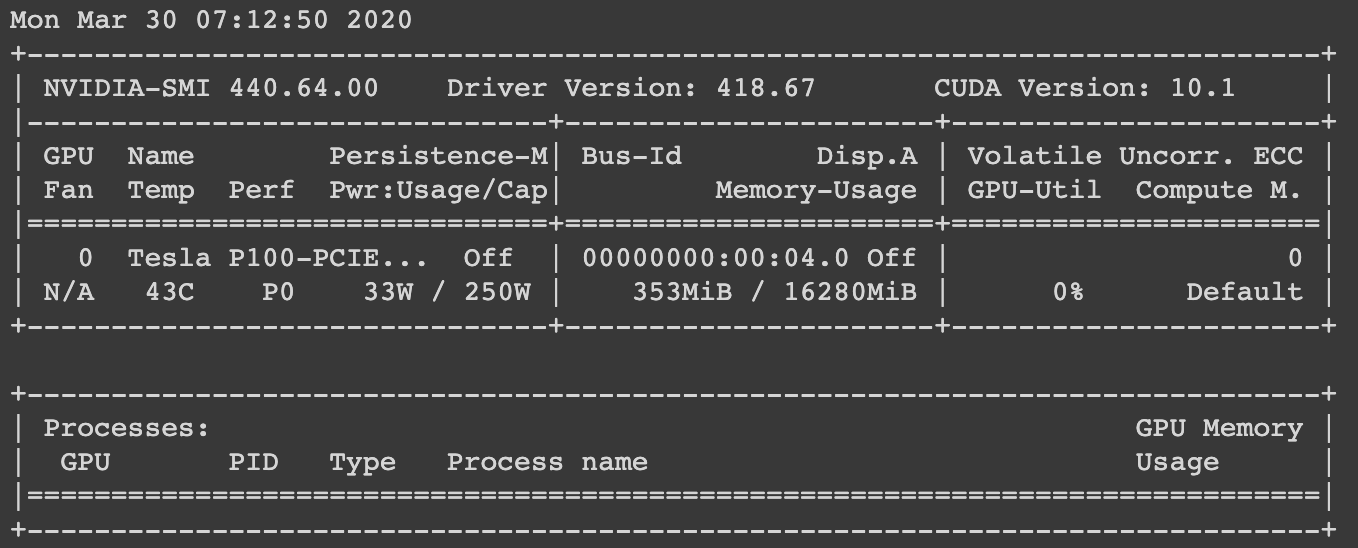 Mon Mar 30 07:12:50 2020
+-----------------------------------------------------------------------------+
| NVIDIA-SMI 440.64.00    Driver Version: 418.67       CUDA Version: 10.1     |
|-------------------------------+----------------------+----------------------+
| GPU  Name        Persistence-M| Bus-Id        Disp.A | Volatile Uncorr. ECC |
| Fan  Temp  Perf  Pwr:Usage/Cap|         Memory-Usage | GPU-Util  Compute M. |
|===============================+======================+======================|
|   0  Tesla P100-PCIE...  Off  | 00000000:00:04.0 Off |                    0 |
| N/A   43C    P0    33W / 250W |    353MiB / 16280MiB |      0%      Default |
+-------------------------------+----------------------+----------------------+

+-----------------------------------------------------------------------------+
| Processes:                                                       GPU Memory |
|  GPU       PID   Type   Process name                             Usage      |
|=============================================================================|
+-----------------------------------------------------------------------------+